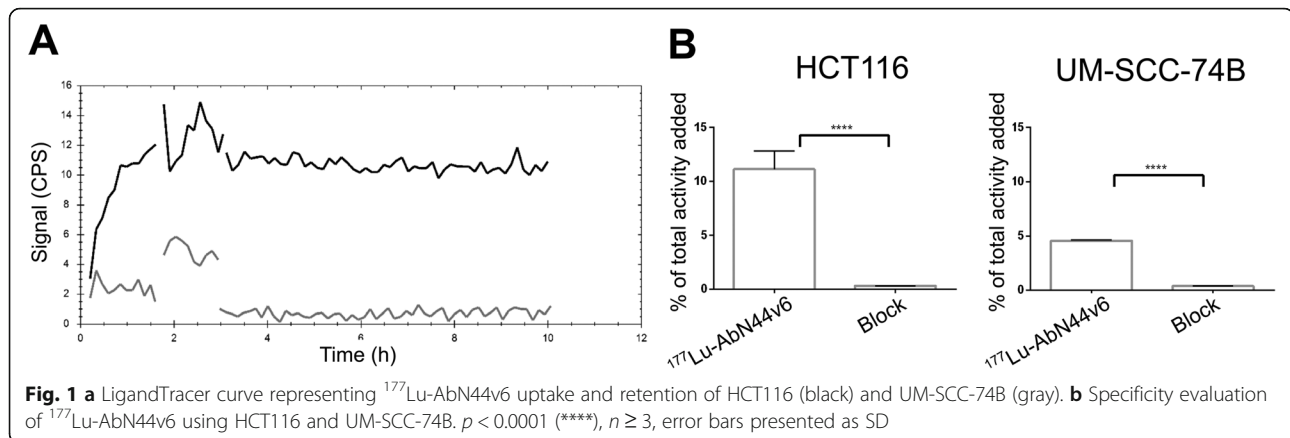 A
Signal (CPS)
16
14
12
10
8
6
4
2
0
0
2
4
6
8
10
12
Time (h)
B
HCT116
% of total activity added
15
10
5
0
****
177Lu-AbN44v6
Block
UM-SCC-74B
% of total activity added
15
10
5
0
****
177Lu-AbN44v6
Block
Fig. 1 a LigandTracer curve representing 177Lu-AbN44v6 uptake and retention of HCT116 (black) and UM-SCC-74B (gray). b Specificity evaluation
of 177Lu-AbN44v6 using HCT116 and UM-SCC-74B. p < 0.0001 (****), n ≥ 3, error bars presented as SD